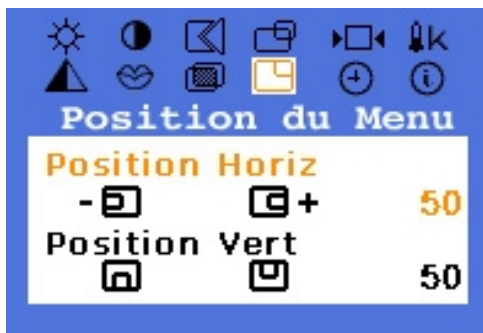 K
Position du Menu
Position Horiz
- + 50
Position Vert
50